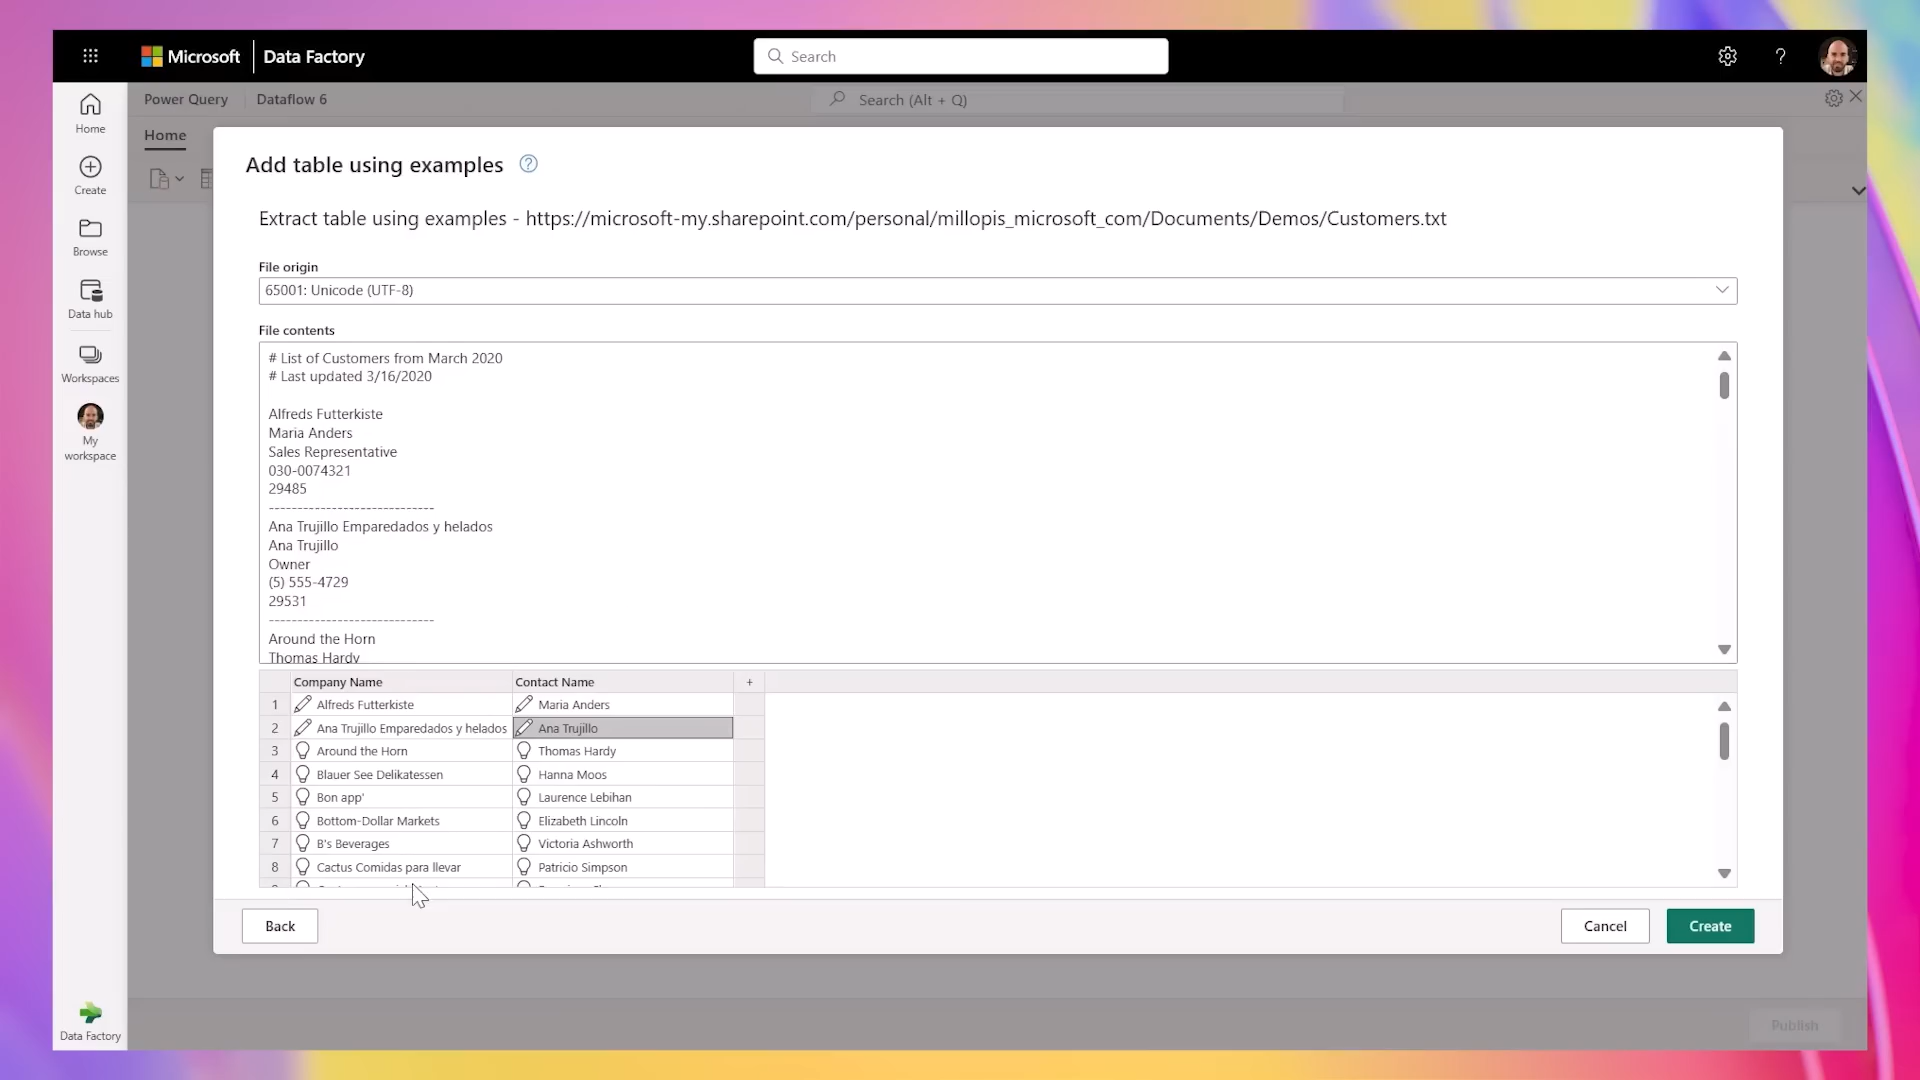 Microsoft
Data Factory
Search
?
Home
Create
Browse
Data hub
Workspaces
My
workspace
Data Factory
Power Query
Dataflow 6
Search (Alt + Q)
Home
Add table using examples
?
Extract table using examples - https://microsoft-my.sharepoint.com/personal/millopis_microsoft_com/Documents/Demos/Customers.txt
File origin
65001: Unicode (UTF-8)
File contents
# List of Customers from March 2020
# Last updated 3/16/2020
Alfreds Futterkiste
Maria Anders
Sales Representative
030-0074321
29485
----------------------------
Ana Trujillo Emparedados y helados
Ana Trujillo
Owner
(5) 555-4729
29531
----------------------------
Around the Horn
Thomas Hardy
Company Name Contact Name +
1 Alfreds Futterkiste Maria Anders
2 Ana Trujillo Emparedados y helados Ana Trujillo
3 Around the Horn Thomas Hardy
4 Blauer See Delikatessen Hanna Moos
5 Bon app' Laurence Lebihan
6 Bottom-Dollar Markets Elizabeth Lincoln
7 B's Beverages Victoria Ashworth
8 Cactus Comidas para llevar Patricio Simpson
Back
Cancel
Create
Publish